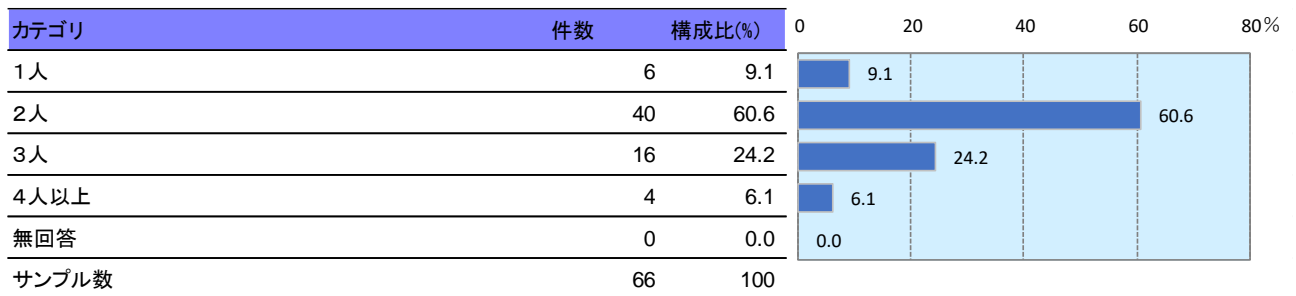 カテゴリ 件数 構成比(%)
1人 6 9.1
2人 40 60.6
3人 16 24.2
4人以上 4 6.1
無回答 0 0.0
サンプル数 66 100
0 20 40 60 80%
9.1
60.6
24.2
6.1
0.0